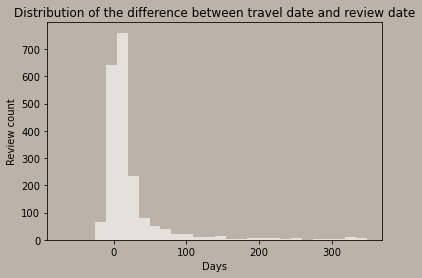 Distribution of the difference between travel date and review date
700
600
500
400
300
200
100
0
Review count
0 100 200 300
Days